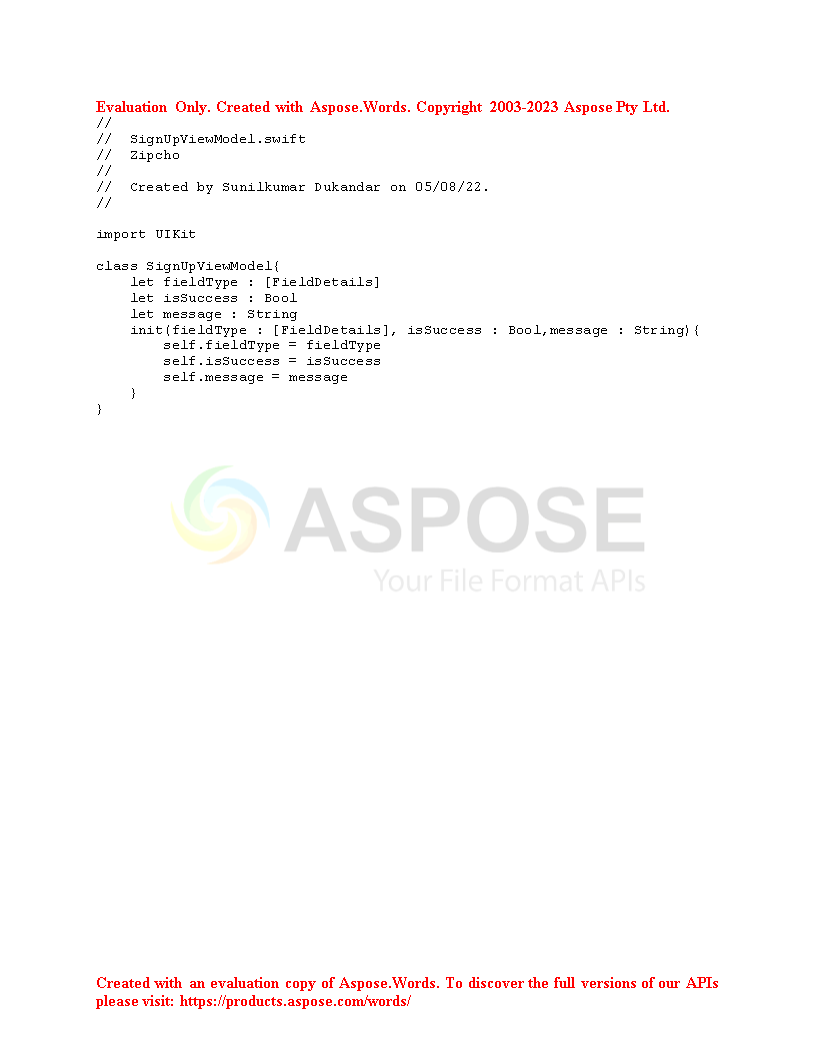 Evaluation Only. Created with Aspose.Words. Copyright 2003-2023 Aspose Pty Ltd.
//
//  SignUpViewModel.swift
//  Zipcho
//
//  Created by Sunilkumar Dukandar on 05/08/22.
//

import UIKit

class SignUpViewModel{
    let fieldType : [FieldDetails]
    let isSuccess : Bool
    let message : String
    init(fieldType : [FieldDetails], isSuccess : Bool,message : String){
        self.fieldType = fieldType
        self.isSuccess = isSuccess
        self.message = message
    }
}
ASPOSE
Your File Format APIs
Created with an evaluation copy of Aspose.Words. To discover the full versions of our APIs
please visit: https://products.aspose.com/words/